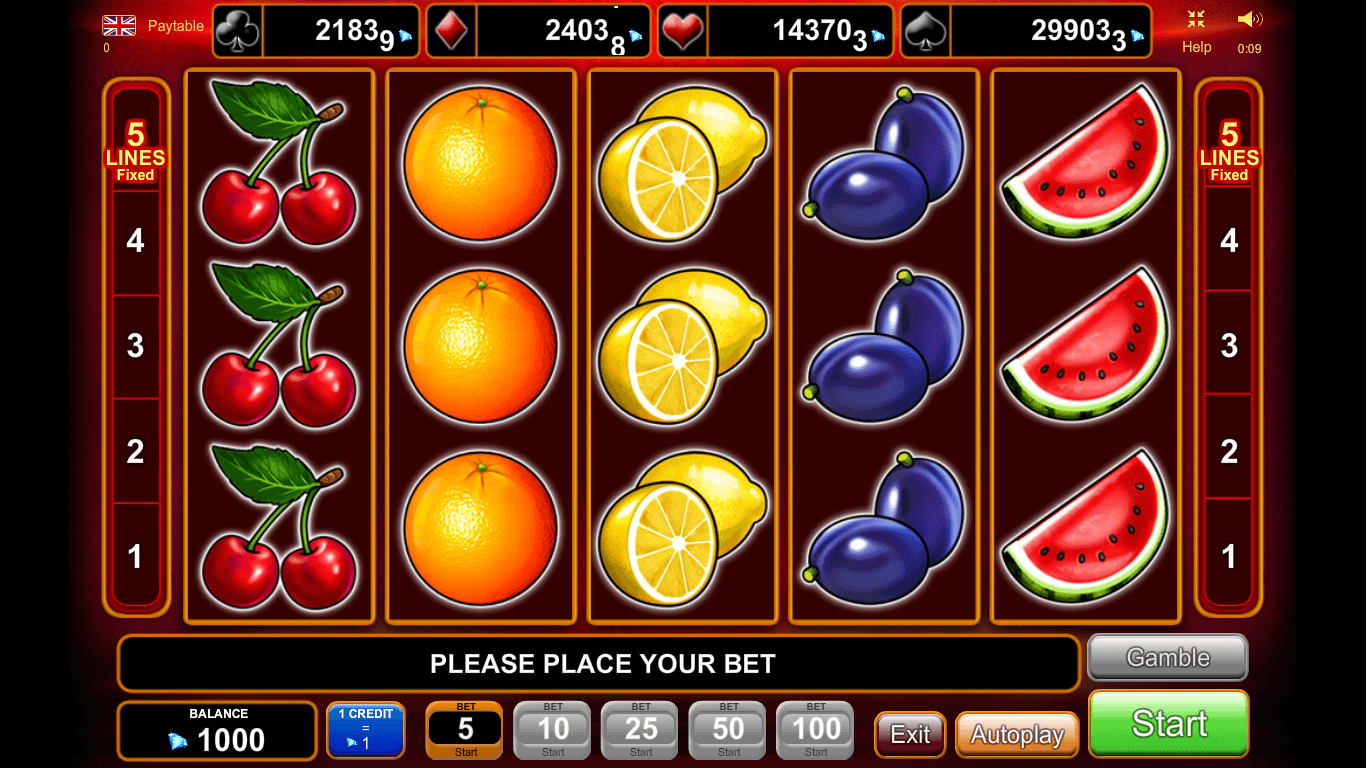 Paytable
0
2183 9
2403 8
14370 3
29903 3
Help
0:09
5
LINES
Fixed
4
3
2
1
5
LINES
Fixed
4
3
2
1
PLEASE PLACE YOUR BET
Gamble
BALANCE
1000
1 CREDIT
=
1
BET
5
Start
BET
10
Start
BET
25
Start
BET
50
Start
BET
100
Start
Exit
Autoplay
Start